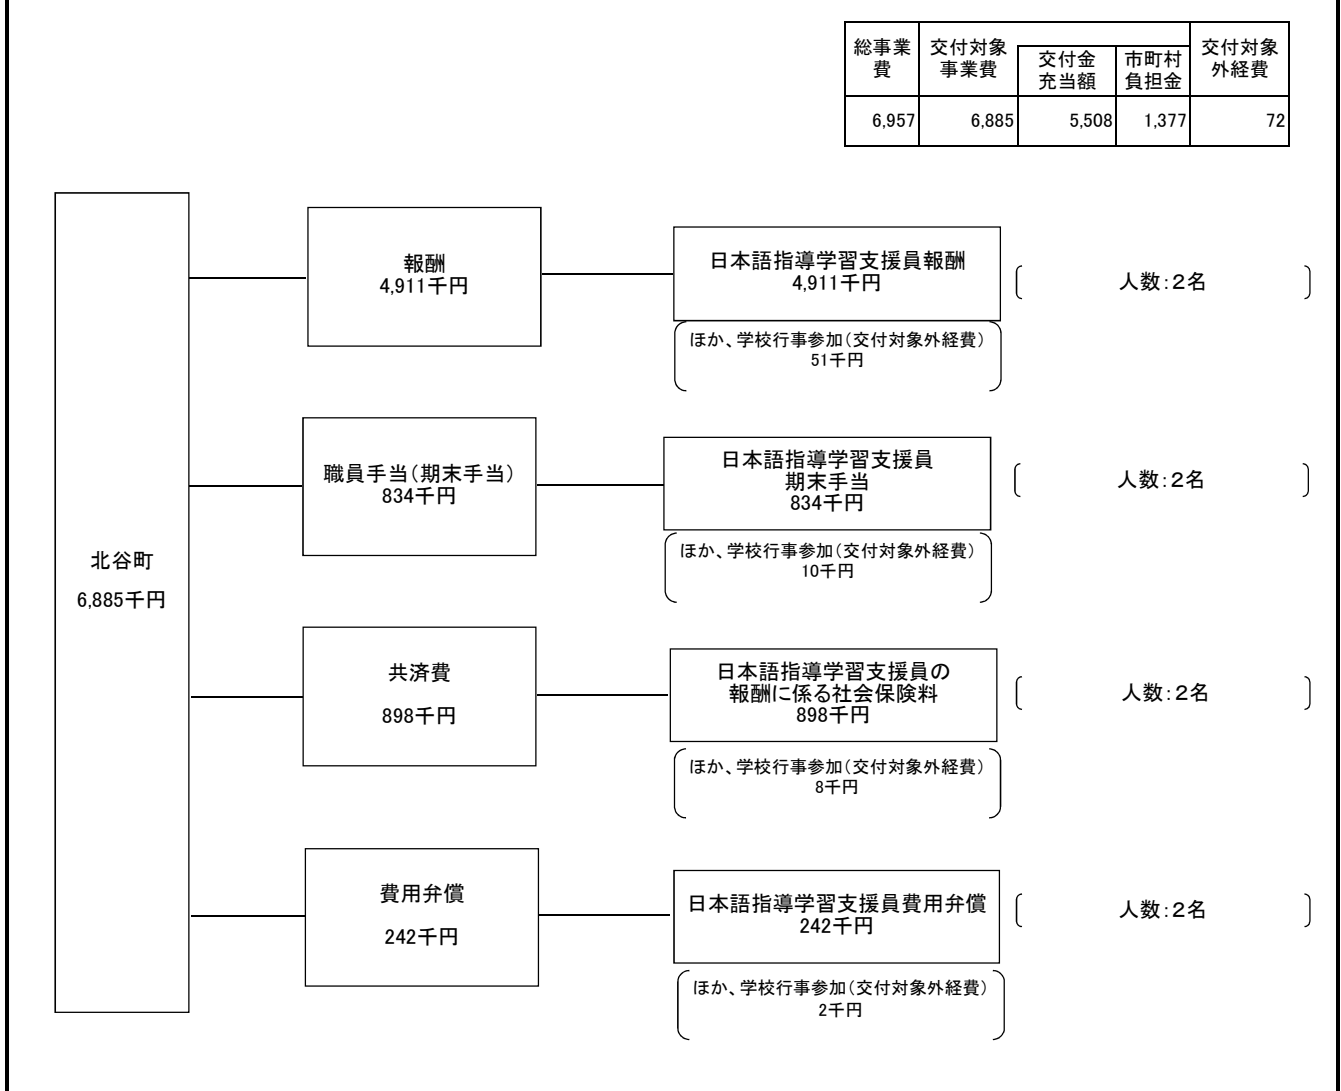 総事業
費
交付対象
事業費
交付金
充当額
市町村
負担金
交付対象
外経費
6,957
6,885
5,508
1,377
72
北谷町
6,885千円
報酬
4,911千円
日本語指導学習支援員報酬
4,911千円
人数:2名
ほか、学校行事参加(交付対象外経費)
51千円
職員手当(期末手当)
834千円
日本語指導学習支援員
期末手当
834千円
人数:2名
ほか、学校行事参加(交付対象外経費)
10千円
共済費
898千円
日本語指導学習支援員の
報酬に係る社会保険料
898千円
人数:2名
ほか、学校行事参加(交付対象外経費)
8千円
費用弁償
242千円
日本語指導学習支援員費用弁償
242千円
人数:2名
ほか、学校行事参加(交付対象外経費)
2千円